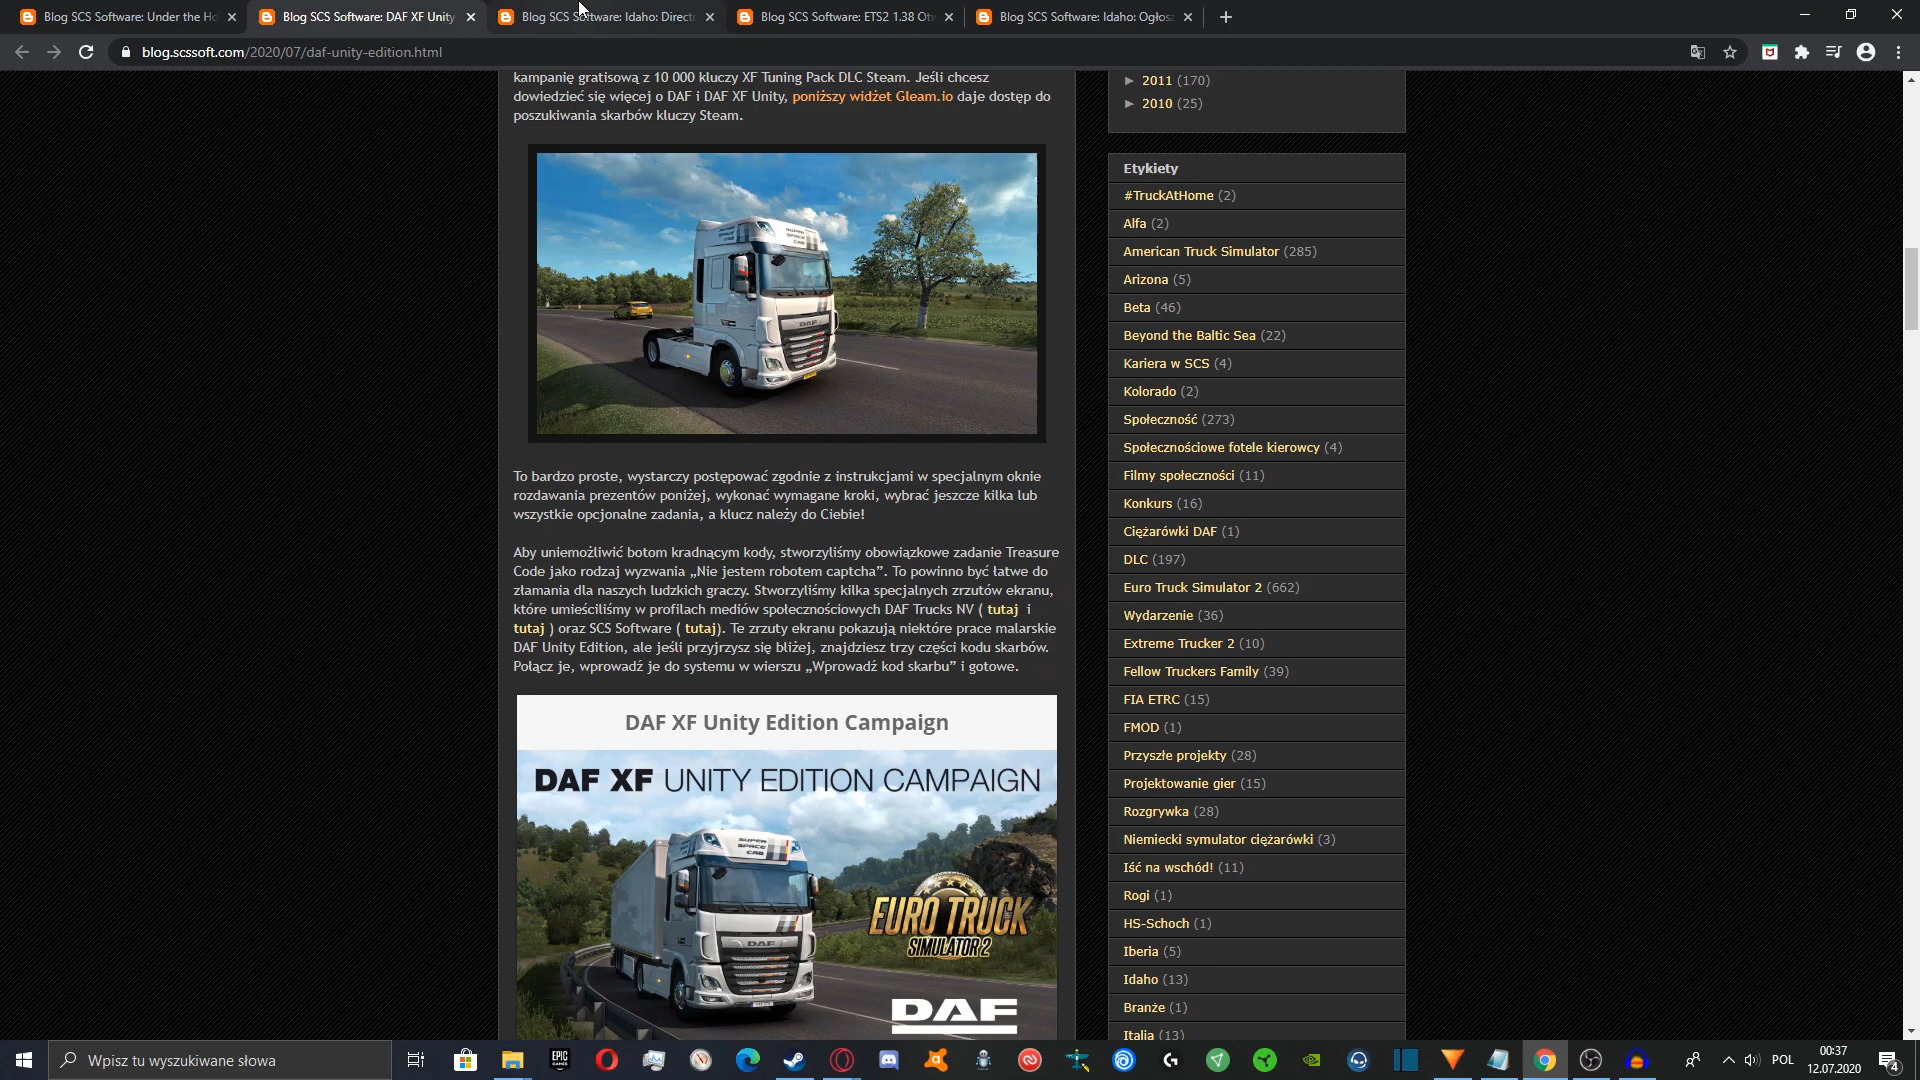 Blog SCS Software: Under the Ho
Blog SCS Software: DAF XF Unity
Blog SCS Software: Idaho: Directo
Blog SCS Software: ETS2 1.38 Otw
Blog SCS Software: Idaho: Ogłosz
blog.scssoft.com/2020/07/daf-unity-edition.html
kampanię gratisową z 10 000 kluczy XF Tuning Pack DLC Steam. Jeśli chcesz
dowiedzieć się więcej o DAF i DAF XF Unity, poniższy widżet Gleam.io daje dostęp do
poszukiwania skarbów kluczy Steam.
SUPER SPACE CAB
DAF
To bardzo proste, wystarczy postępować zgodnie z instrukcjami w specjalnym oknie
rozdawania prezentów poniżej, wykonać wymagane kroki, wybrać jeszcze kilka lub
wszystkie opcjonalne zadania, a klucz należy do Ciebie!
Aby uniemożliwić botom kradnącym kody, stworzyliśmy obowiązkowe zadanie Treasure
Code jako rodzaj wyzwania „Nie jestem robotem captcha”. To powinno być łatwe do
złamania dla naszych ludzkich graczy. Stworzyliśmy kilka specjalnych zrzutów ekranu,
które umieściliśmy w profilach mediów społecznościowych DAF Trucks NV ( tutaj i
tutaj ) oraz SCS Software ( tutaj). Te zrzuty ekranu pokazują niektóre prace malarskie
DAF Unity Edition, ale jeśli przyjrzysz się bliżej, znajdziesz trzy części kodu skarbów.
Połącz je, wprowadź je do systemu w wierszu „Wprowadź kod skarbu” i gotowe.
DAF XF Unity Edition Campaign
DAF XF UNITY EDITION CAMPAIGN
SUPER
SPACE
CAB
DAF
EURO TRUCK
SIMULATOR 2
DAF
► 2011 (170)
► 2010 (25)
Etykiety
#TruckAtHome (2)
Alfa (2)
American Truck Simulator (285)
Arizona (5)
Beta (46)
Beyond the Baltic Sea (22)
Kariera w SCS (4)
Kolorado (2)
Społeczność (273)
Społecznościowe fotele kierowcy (4)
Filmy społeczności (11)
Konkurs (16)
Ciężarówki DAF (1)
DLC (197)
Euro Truck Simulator 2 (662)
Wydarzenie (36)
Extreme Trucker 2 (10)
Fellow Truckers Family (39)
FIA ETRC (15)
FMOD (1)
Przyszłe projekty (28)
Projektowanie gier (15)
Rozgrywka (28)
Niemiecki symulator ciężarówki (3)
Iść na wschód! (11)
Rogi (1)
HS-Schoch (1)
Iberia (5)
Idaho (13)
Branże (1)
Italia (13)
Wpisz tu wyszukiwane słowa
EPIC GAMES
POL
00:37
12.07.2020
4